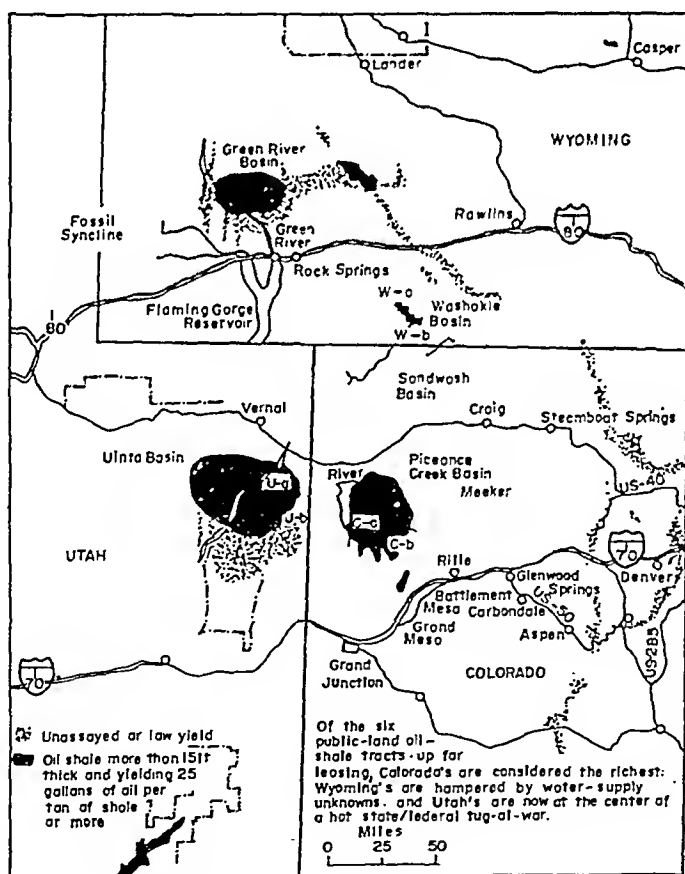 Casper
Lander
WYOMING
Green River
Basin
Rawlins
I
80
Fossil
Syncline
Green
River
Rock Springs
W-a
Washakie
Basin
W-b
Flaming Gorge
Reservoir
I
80
Sandwash
Basin
Vernal
Craig
Steamboat Springs
Uinta Basin
River
Piceance
Creek Basin
Meeker
US-40
U-a
U-b
C-a
C-b
UTAH
Rifle
70
Glenwood
Springs
Denver
Battlement
Mesa
Carbondale
Grand
Mesa
Aspen
US-285
70
Grand
Junction
COLORADO
Unassayed or low yield
Oil shale more than 15ft
thick and yielding 25
gallons of oil per
tan of shale
or more
Of the six
public-land oil-
shale tracts up for
leasing, Colorado's are considered the richest:
Wyoming's are hampered by water-supply
unknowns. and Utah's are now at the center of
a hot state/federal tug-of-war.
Miles
0 25 50